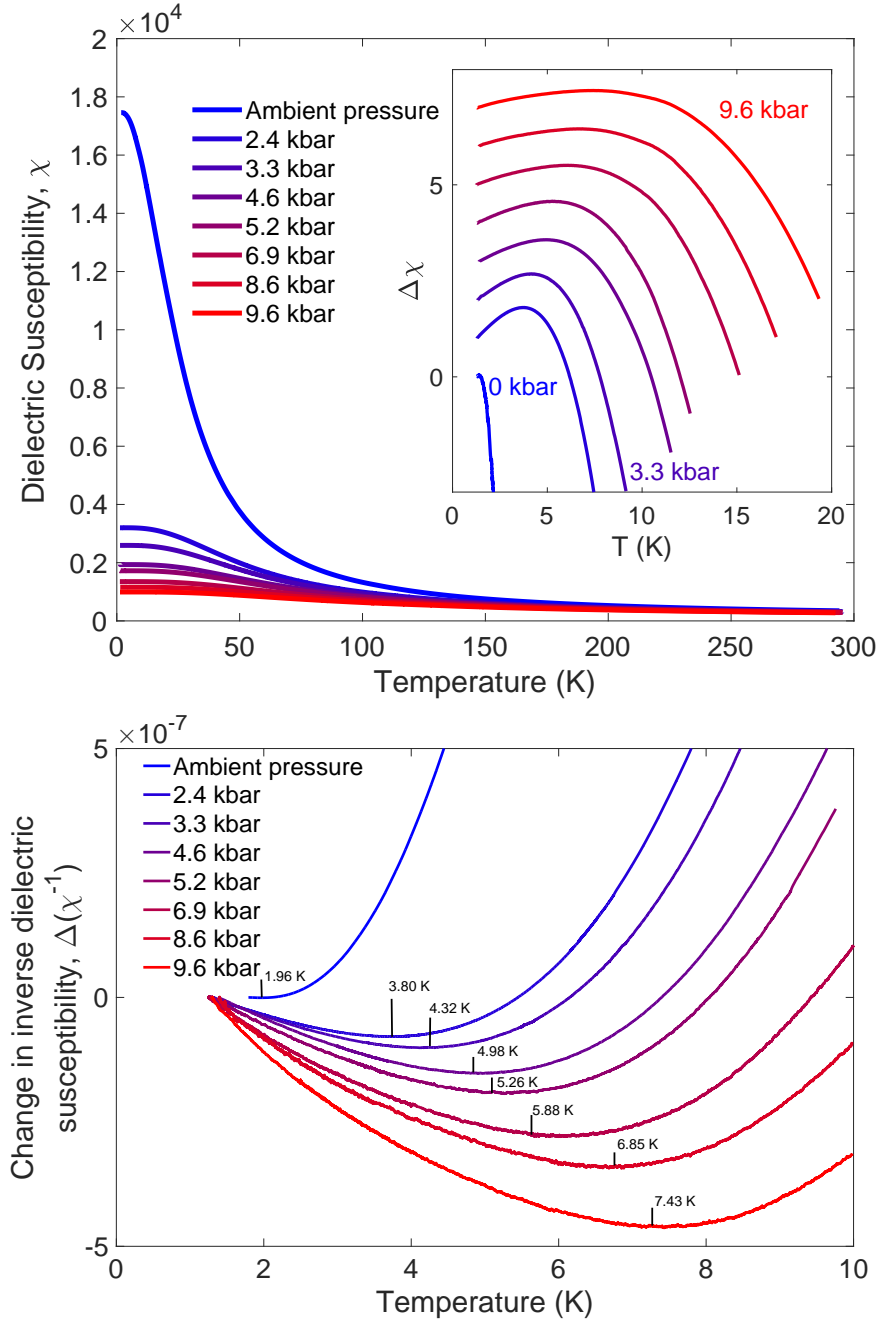 ×10^4
2
1.8
1.6
1.4
1.2
1
0.8
0.6
0.4
0.2
0
Dielectric Susceptibility, χ
Ambient pressure
2.4 kbar
3.3 kbar
4.6 kbar
5.2 kbar
6.9 kbar
8.6 kbar
9.6 kbar
9.6 kbar
5
Δχ
0
0 kbar
3.3 kbar
0 5 10 15 20
T (K)
0 50 100 150 200 250 300
Temperature (K)
×10^-7
5
Ambient pressure
2.4 kbar
3.3 kbar
4.6 kbar
5.2 kbar
6.9 kbar
8.6 kbar
9.6 kbar
Change in inverse dielectric
susceptibility, Δ(χ^-1)
0
1.96 K
3.80 K
4.32 K
4.98 K
5.26 K
5.88 K
6.85 K
7.43 K
-5
0 2 4 6 8 10
Temperature (K)